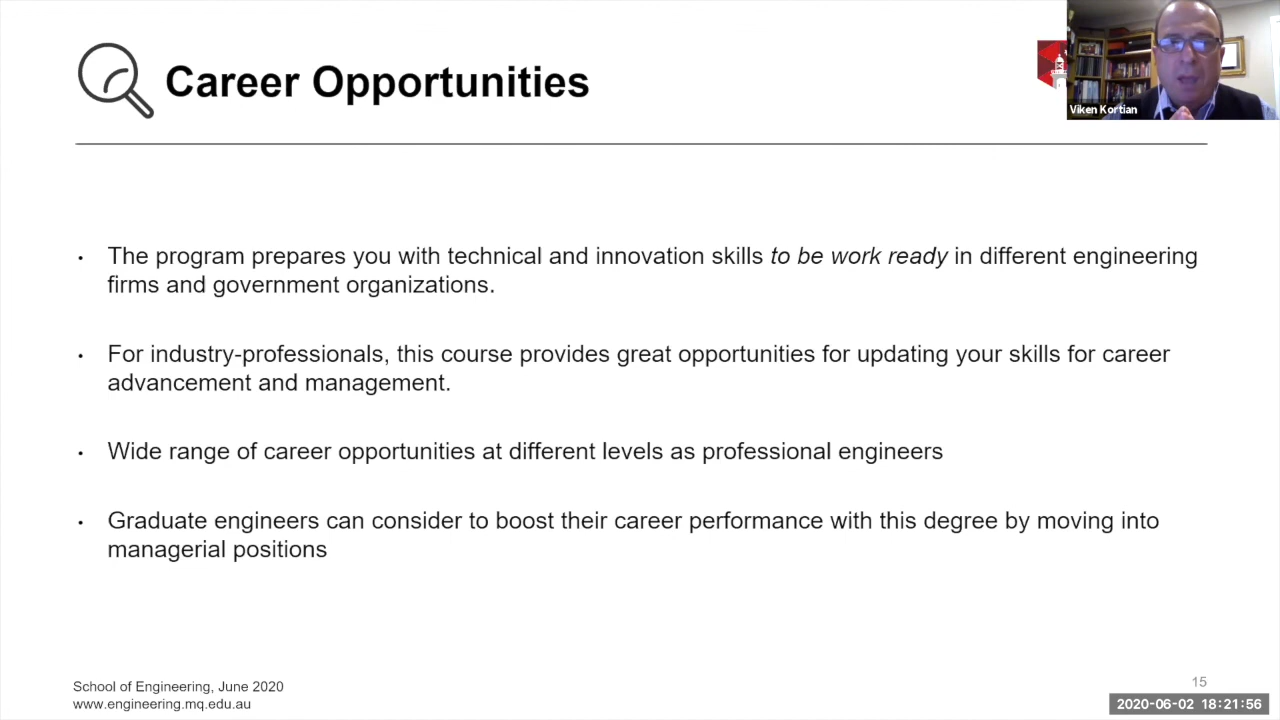 Career Opportunities
Viken Kortian
• The program prepares you with technical and innovation skills to be work ready in different engineering
firms and government organizations.
• For industry-professionals, this course provides great opportunities for updating your skills for career
advancement and management.
• Wide range of career opportunities at different levels as professional engineers
• Graduate engineers can consider to boost their career performance with this degree by moving into
managerial positions
School of Engineering, June 2020
www.engineering.mq.edu.au
15
2020-06-02 18:21:56